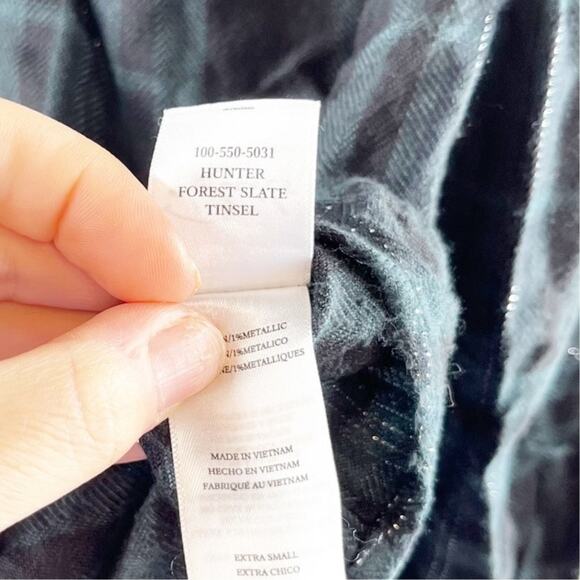 100-550-5031
HUNTER
FOREST SLATE
TINSEL
/1%METALLIC
/1%METALICO
/1%METALLIQUES
MADE IN VIETNAM
HECHO EN VIETNAM
FABRIQUÉ AU VIETNAM
EXTRA SMALL
EXTRA CHICO